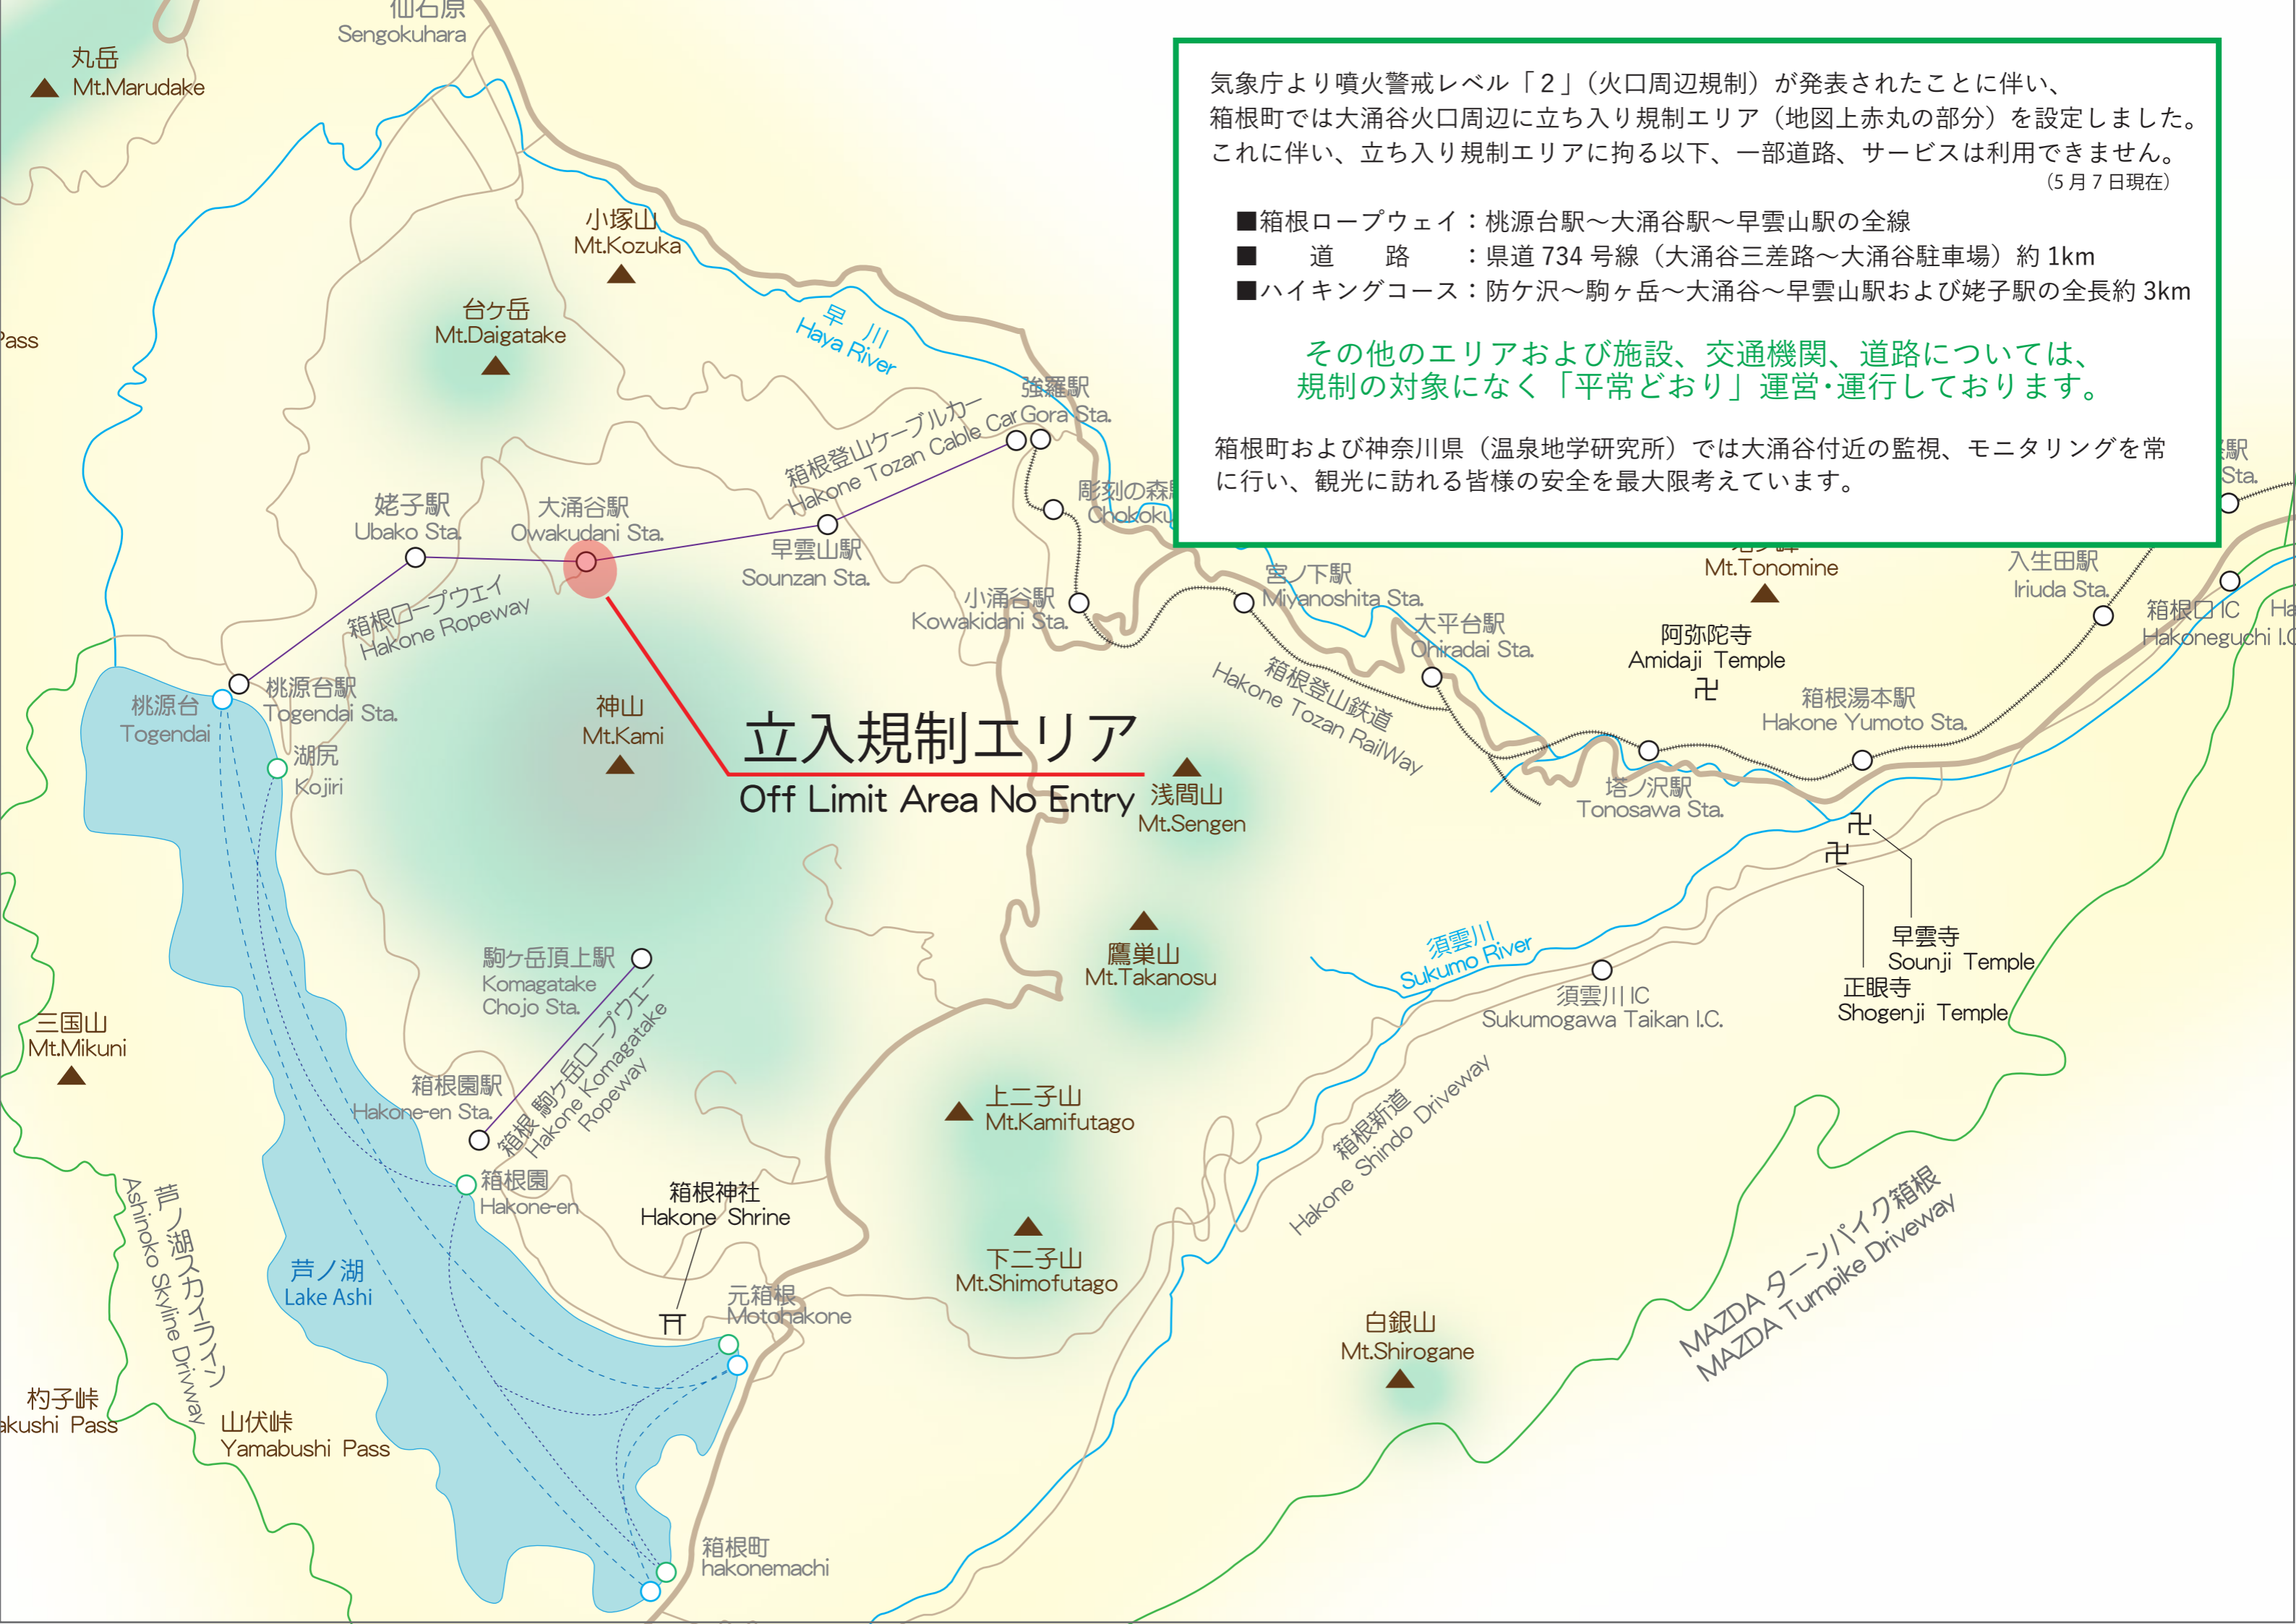 仙石原
Sengokuhara
丸岳
Mt.Marudake
気象庁より噴火警戒レベル「２」（火口周辺規制）が発表されたことに伴い、
箱根町では大涌谷火口周辺に立ち入り規制エリア（地図上赤丸の部分）を設定しました。
これに伴い、立ち入り規制エリアに拘る以下、一部道路、サービスは利用できません。
（5 月 7 日現在）
■箱根ロープウェイ：桃源台駅〜大涌谷駅〜早雲山駅の全線
■　　道　　路　　：県道 734 号線（大涌谷三差路〜大涌谷駐車場）約 1km
■ハイキングコース：防ケ沢〜駒ヶ岳〜大涌谷〜早雲山駅および姥子駅の全長約 3km
その他のエリアおよび施設、交通機関、道路については、
規制の対象になく「平常どおり」運営・運行しております。
箱根町および神奈川県（温泉地学研究所）では大涌谷付近の監視、モニタリングを常
に行い、観光に訪れる皆様の安全を最大限考えています。
小塚山
Mt.Kozuka
台ヶ岳
Mt.Daigatake
Pass
早　川
Haya River
強羅駅
Gora Sta.
箱根登山ケーブルカー
Hakone Tozan Cable Car
彫刻の森
Chokoku
駅
Sta.
姥子駅
Ubako Sta.
大涌谷駅
Owakudani Sta.
早雲山駅
Sounzan Sta.
箱根ロープウェイ
Hakone Ropeway
小涌谷駅
Kowakidani Sta.
宮ノ下駅
Miyanoshita Sta.
大平台駅
Ohiradai Sta.
Mt.Tonomine
阿弥陀寺
Amidaji Temple
入生田駅
Iriuda Sta.
箱根口 IC
Hakoneguchi I.C
Ha
箱根登山鉄道
Hakone Tozan RailWay
箱根湯本駅
Hakone Yumoto Sta.
塔ノ沢駅
Tonosawa Sta.
桃源台
Togendai
桃源台駅
Togendai Sta.
湖尻
Kojiri
神山
Mt.Kami
立入規制エリア
Off Limit Area No Entry
浅間山
Mt.Sengen
鷹巣山
Mt.Takanosu
須雲川
Sukumo River
須雲川 IC
Sukumogawa Taikan I.C.
早雲寺
Sounji Temple
正眼寺
Shogenji Temple
駒ヶ岳頂上駅
Komagatake
Chojo Sta.
箱根 駒ヶ岳ロープウエー
Hakone Komagatake
Ropeway
三国山
Mt.Mikuni
箱根園駅
Hakone-en Sta.
箱根園
Hakone-en
上二子山
Mt.Kamifutago
下二子山
Mt.Shimofutago
箱根新道
Hakone Shindo Driveway
箱根神社
Hakone Shrine
元箱根
Motohakone
芦ノ湖
Lake Ashi
芦ノ湖スカイライン
Ashinoko Skyline Drivway
杓子峠
akushi Pass
山伏峠
Yamabushi Pass
白銀山
Mt.Shirogane
MAZDA ターンパイク箱根
MAZDA Turnpike Driveway
箱根町
hakonemachi